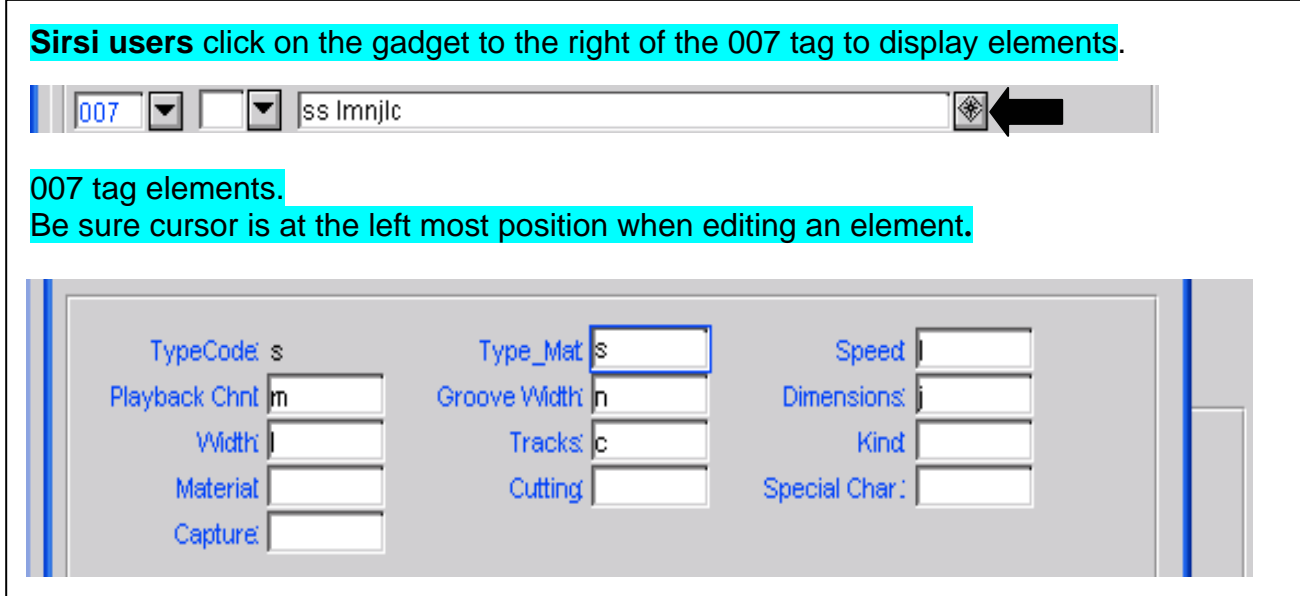 Sirsi users click on the gadget to the right of the 007 tag to display elements.
007 ss lmnjlc
007 tag elements.
Be sure cursor is at the left most position when editing an element.
TypeCode: s Type_Mat: s Speed: l
Playback Chnl: m Groove Width: n Dimensions: j
Width: l Tracks: c Kind:
Material: Cutting: Special Char.:
Capture: